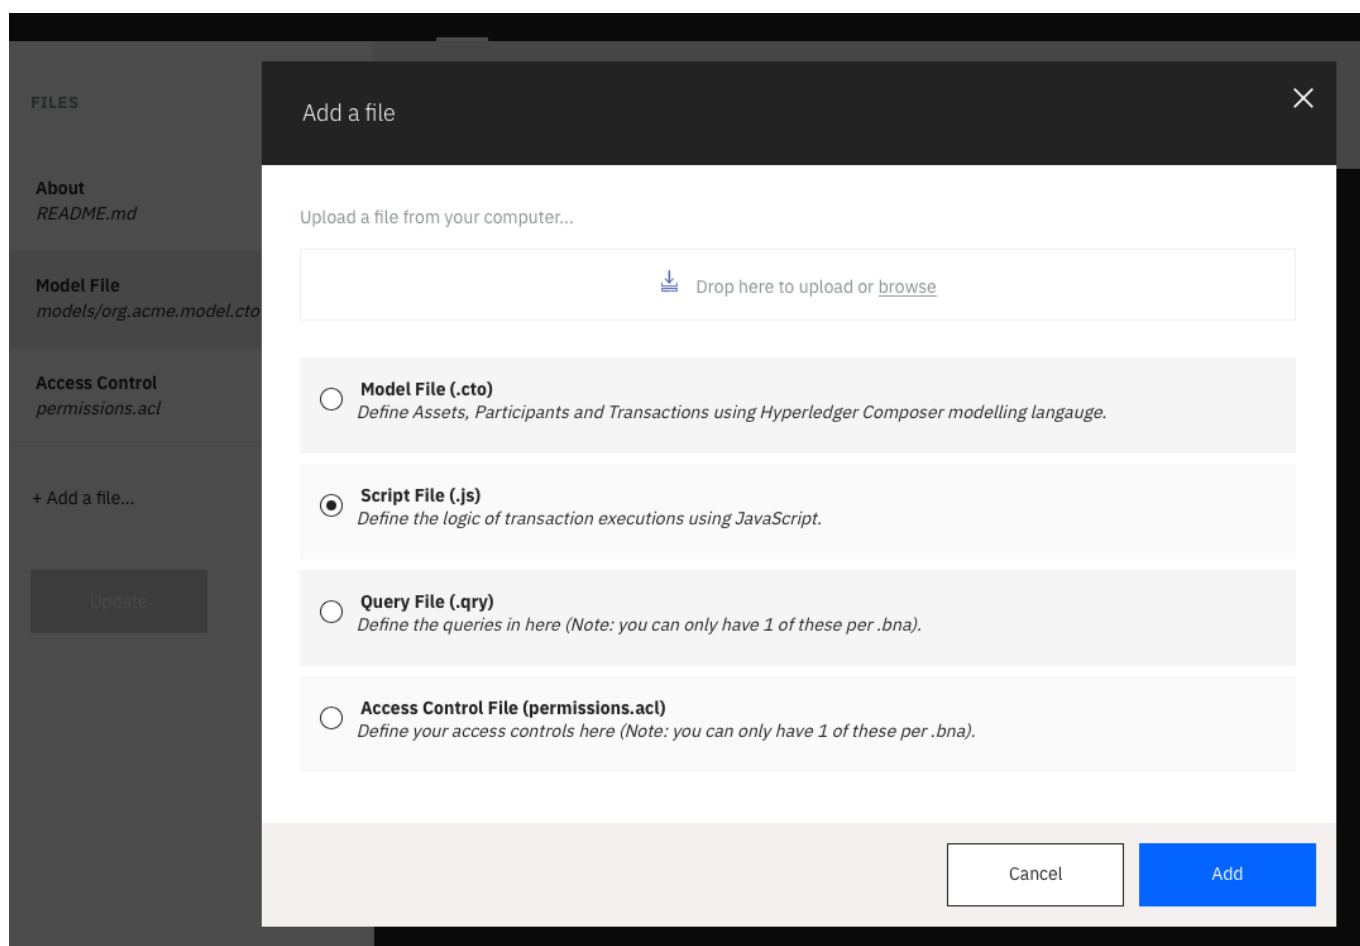 FILES
About
README.md
Model File
models/org.acme.model.cto
Access Control
permissions.acl
+ Add a file...
Update
Add a file
Upload a file from your computer...
Drop here to upload or browse
Model File (.cto)
Define Assets, Participants and Transactions using Hyperledger Composer modelling langauge.
Script File (.js)
Define the logic of transaction executions using JavaScript.
Query File (.qry)
Define the queries in here (Note: you can only have 1 of these per .bna).
Access Control File (permissions.acl)
Define your access controls here (Note: you can only have 1 of these per .bna).
Cancel
Add